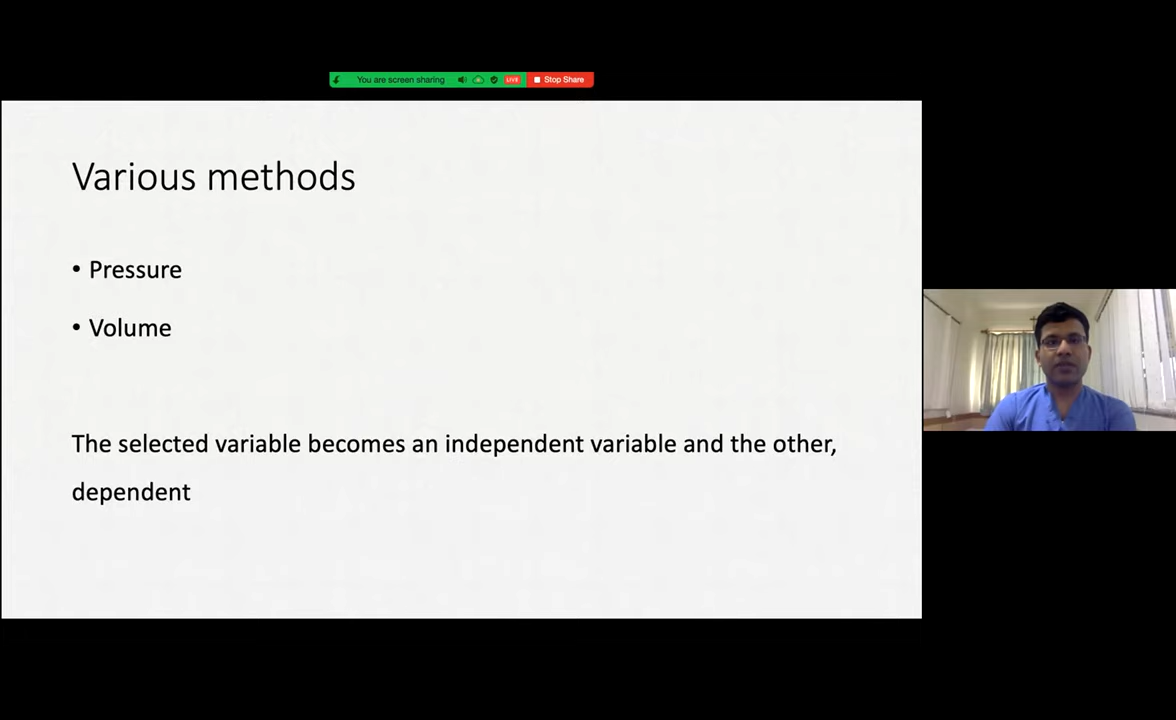 You are screen sharing
LIVE
Stop Share
Various methods
• Pressure
• Volume
The selected variable becomes an independent variable and the other,
dependent